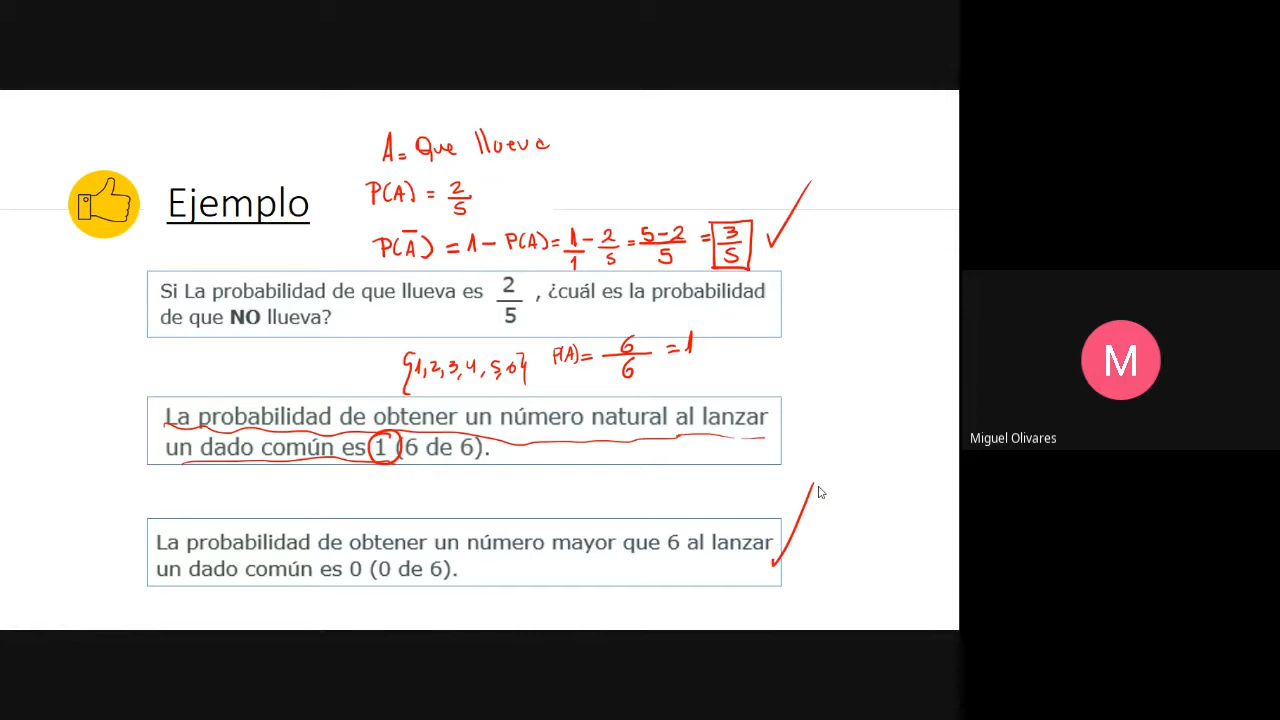 A= Que llueva
P(A) = 2/5
Ejemplo
P(A̅) = 1 - P(A) = 1/1 - 2/5 = 5-2/5 = 3/5
Si La probabilidad de que llueva es 2/5 , ¿cuál es la probabilidad
de que NO llueva?
{1,2,3,4,5,6} P(A)= 6/6 =1
La probabilidad de obtener un número natural al lanzar
un dado común es 1 (6 de 6).
La probabilidad de obtener un número mayor que 6 al lanzar
un dado común es 0 (0 de 6).
M
Miguel Olivares